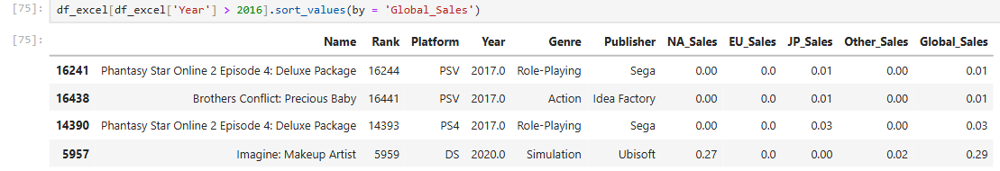 [75]: df_excel[df_excel['Year'] > 2016].sort_values(by = 'Global_Sales')
[75]: Name Rank Platform Year Genre Publisher NA_Sales EU_Sales JP_Sales Other_Sales Global_Sales
16241 Phantasy Star Online 2 Episode 4: Deluxe Package 16244 PSV 2017.0 Role-Playing Sega 0.00 0.0 0.01 0.00 0.01
16438 Brothers Conflict: Precious Baby 16441 PSV 2017.0 Action Idea Factory 0.00 0.0 0.01 0.00 0.01
14390 Phantasy Star Online 2 Episode 4: Deluxe Package 14393 PS4 2017.0 Role-Playing Sega 0.00 0.0 0.03 0.00 0.03
5957 Imagine: Makeup Artist 5959 DS 2020.0 Simulation Ubisoft 0.27 0.0 0.00 0.02 0.29